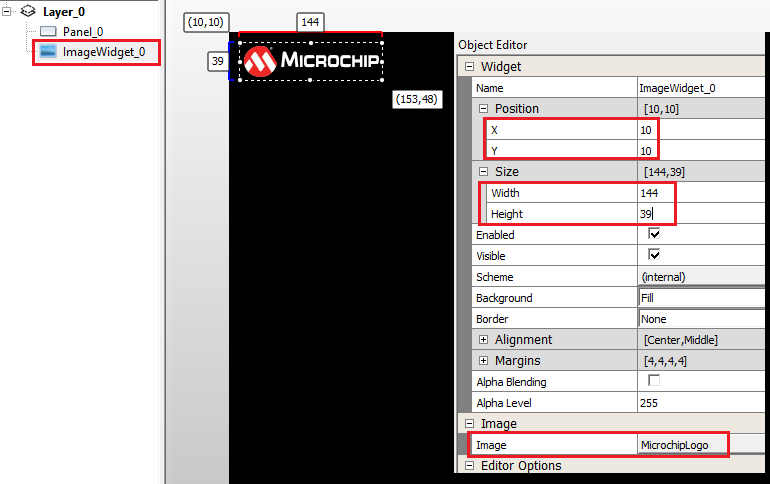 Layer_0
Panel_0
ImageWidget_0
(10,10)
144
39
MICROCHIP
(153,48)
Object Editor
Widget
Name ImageWidget_0
Position [10,10]
X 10
Y 10
Size [144,39]
Width 144
Height 39
Enabled
Visible
Scheme (internal)
Background Fill
Border None
Alignment [Center,Middle]
Margins [4,4,4,4]
Alpha Blending
Alpha Level 255
Image
Image MicrochipLogo
Editor Options